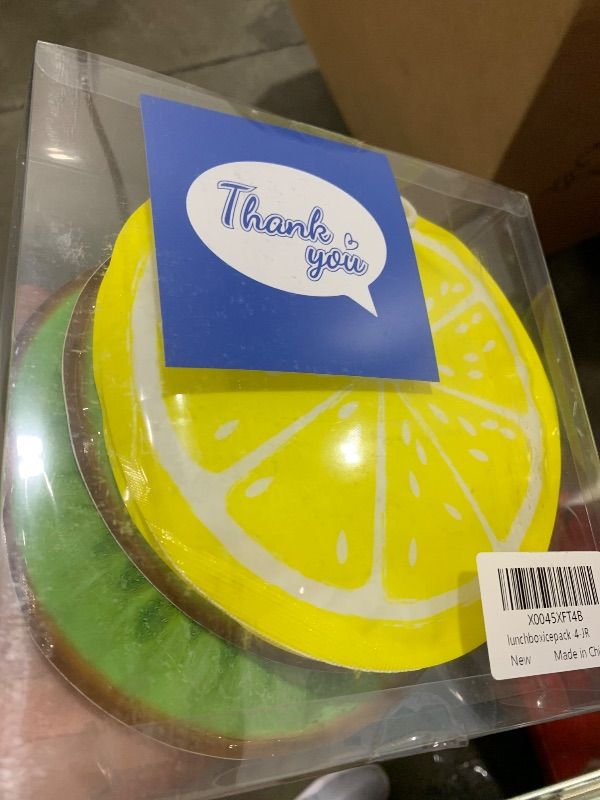 Thank
you
X0045XFT4B
lunchboxicepack 4-JR
New Made in Chi